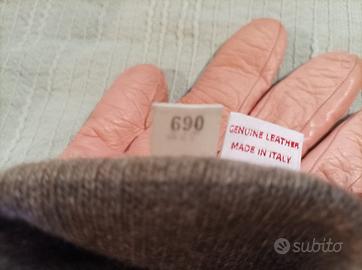 690
GENUINE LEATHER
MADE IN ITALY
subito